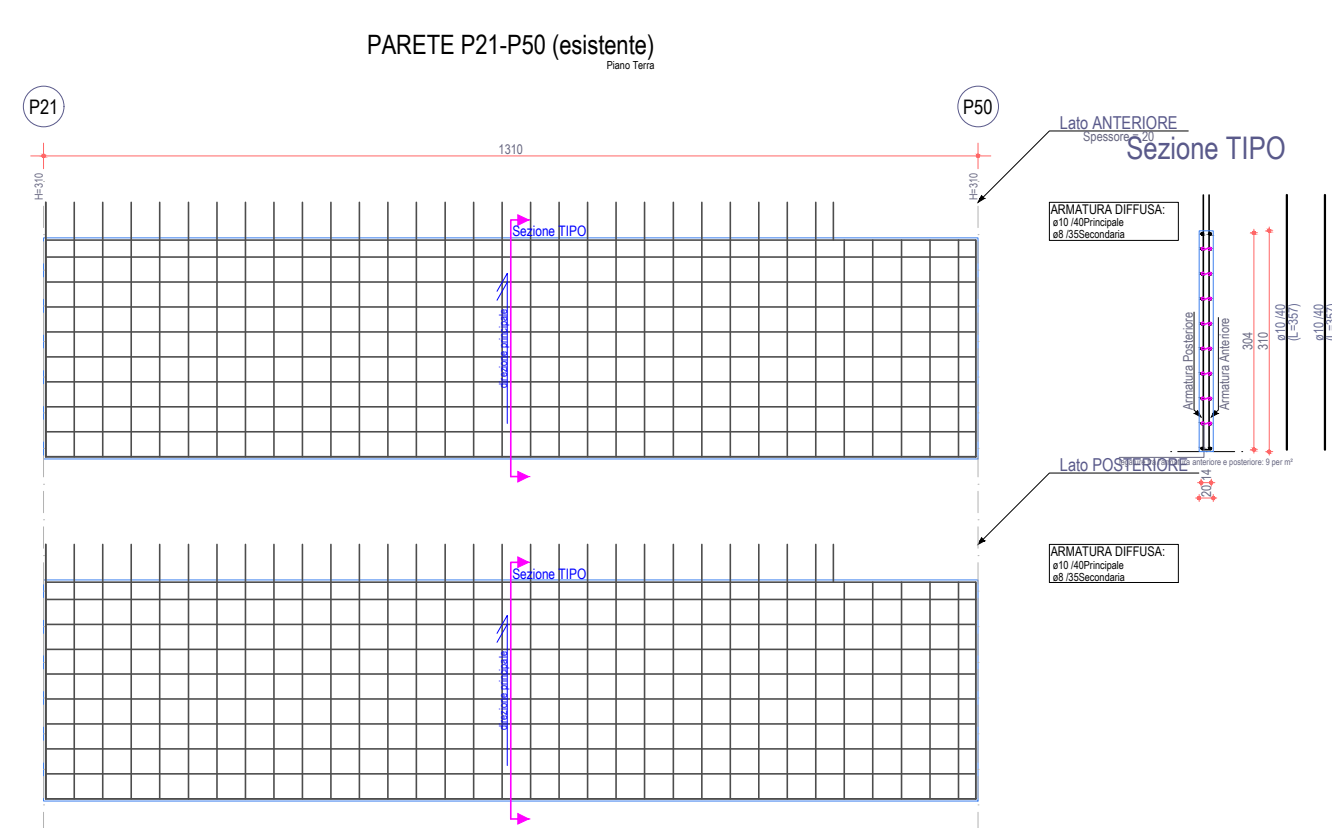 PARETE P21-P50 (esistente)
Piano Terra
P21
P50
1310
H=310
H=310
Lato ANTERIORE
Spessore = 20
Sezione TIPO
ARMATURA DIFFUSA:
ø10 /40Principale
ø8 /35Secondaria
Sezione TIPO
direzione principale
Armatura Posteriore
Armatura Anteriore
304
310
ø10 /40
(L=357)
ø10 /40
(L=357)
Lato POSTERIORE
anteriore e posteriore: 9 per m²
14
20
ARMATURA DIFFUSA:
ø10 /40Principale
ø8 /35Secondaria
Sezione TIPO
direzione principale